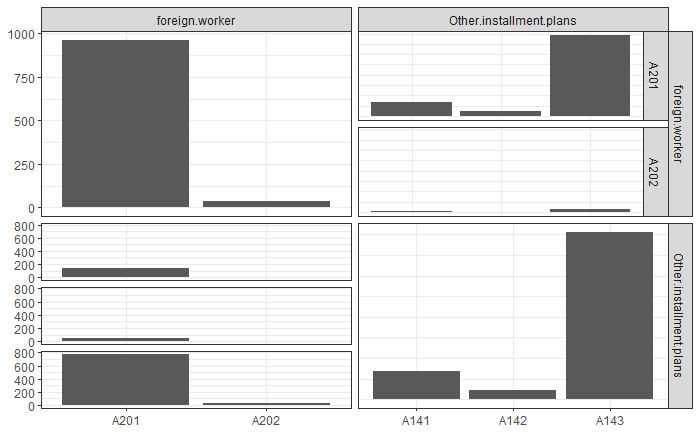 foreign.worker
Other.installment.plans
1000
750
500
250
0
A201
foreign.worker
A202
800
600
400
200
0
800
600
400
200
0
800
600
400
200
0
Other.installment.plans
A201
A202
A141
A142
A143